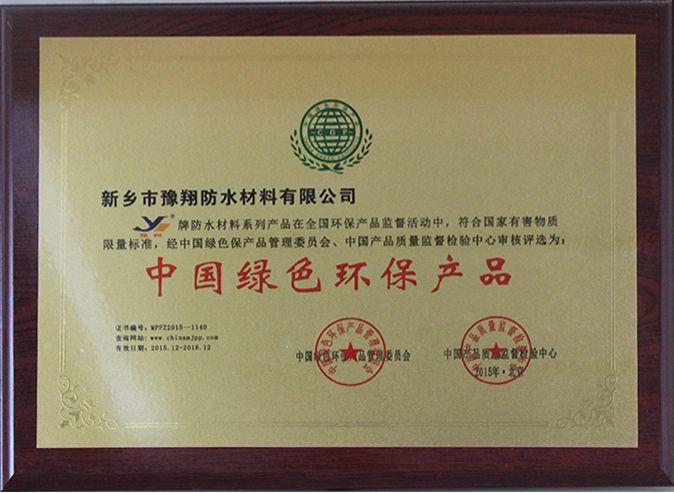 CGP
新乡市豫翔防水材料有限公司
豫翔®牌防水材料系列产品在全国环保产品监督活动中，符合国家有害物质
限量标准，经中国绿色保产品管理委员会、中国产品质量监督检验中心审核评选为：
中国绿色环保产品
证书编号：MPPZ2015--1140
查询网站：www.chinamjpp.com
有效日期：2015.12-2018.12
中国绿色环保产品管理委员会
中国产品质量监督检验中心
2015年·北京